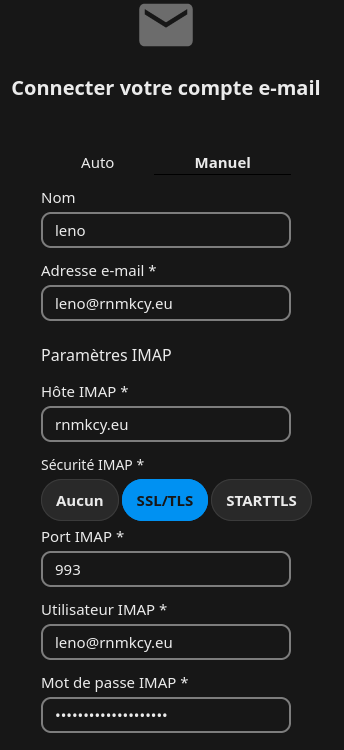 Connecter votre compte e-mail
Auto Manuel
Nom
leno
Adresse e-mail *
leno@rnmkcy.eu
Paramètres IMAP
Hôte IMAP *
rnmkcy.eu
Sécurité IMAP *
Aucun SSL/TLS STARTTLS
Port IMAP *
993
Utilisateur IMAP *
leno@rnmkcy.eu
Mot de passe IMAP *
••••••••••••••••••••